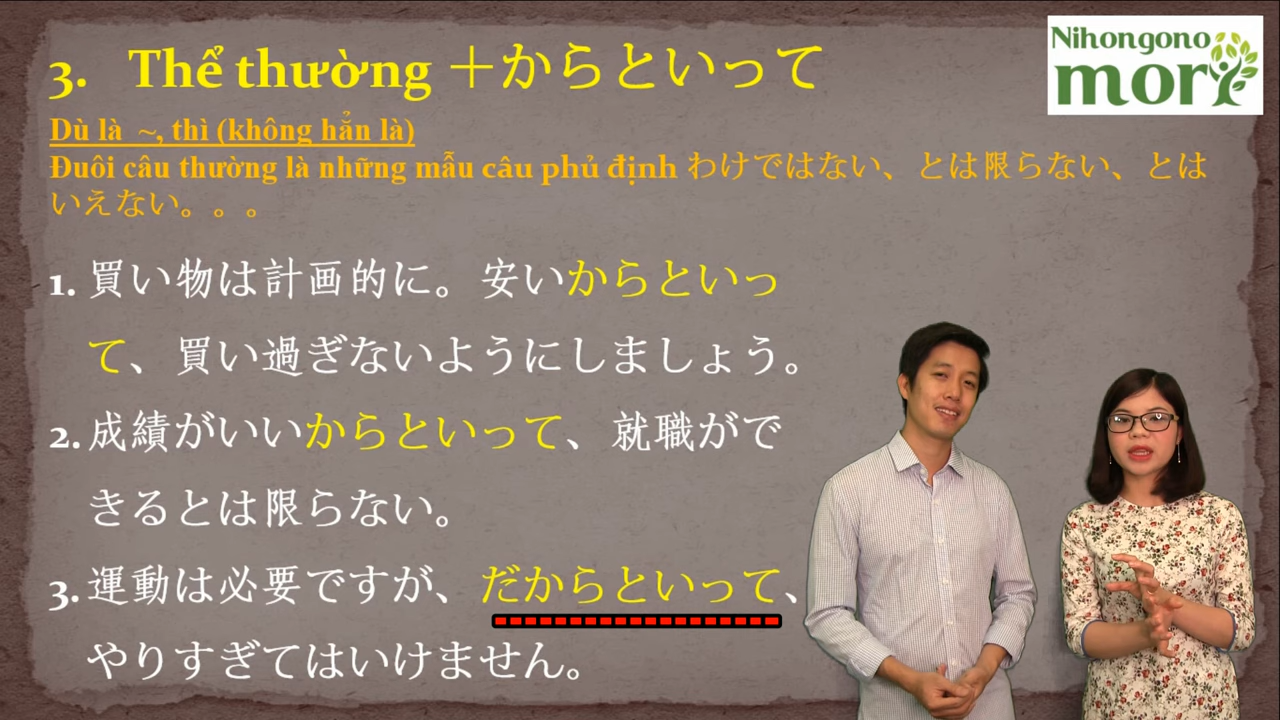 3. Thể thường ＋からといって
Nihongono
mori
Dù là ~, thì (không hẳn là)
Đuôi câu thường là những mẫu câu phủ định わけではない、とは限らない、とは
いえない。。。
1. 買い物は計画的に。安いからといっ
て、買い過ぎないようにしましょう。
2. 成績がいいからといって、就職がで
きるとは限らない。
3. 運動は必要ですが、だからといって、
やりすぎてはいけません。